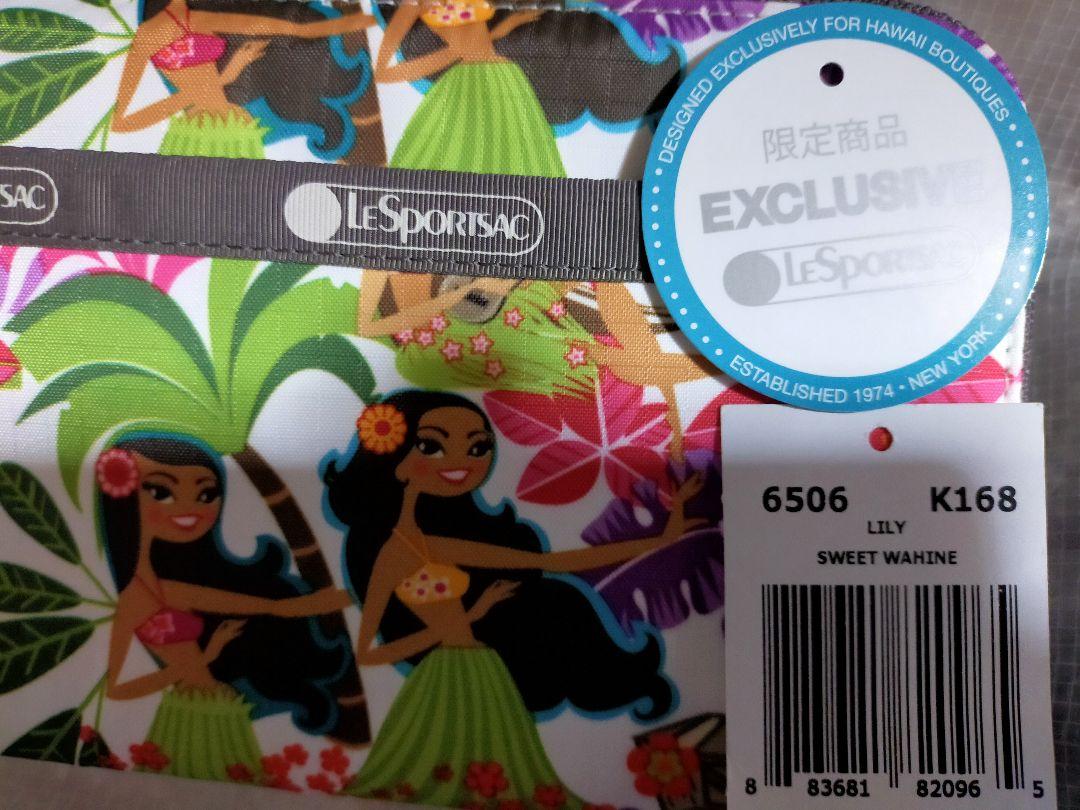 SAC
LESPORTSAC
DESIGNED EXCLUSIVELY FOR HAWAII BOUTIQUES
限定商品
EXCLUSIVE
LESPORTSAC
ESTABLISHED 1974 • NEW YORK
6506 K168
LILY
SWEET WAHINE
8 83681 82096 5